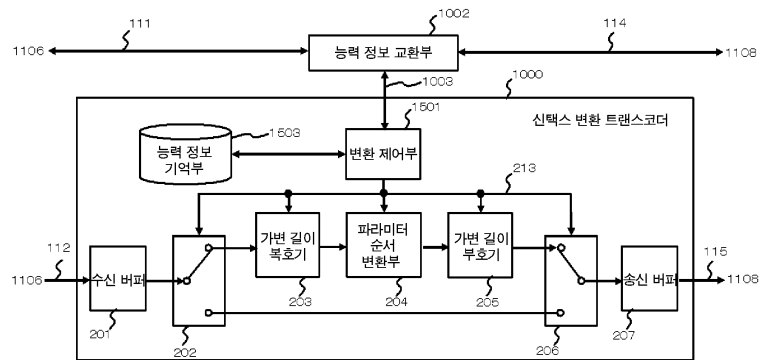 1002
111
114
1106
능력 정보 교환부
1108
1003
1000
1501
신택스 변환 트랜스코더
1503
능력 정보
기억부
변환 제어부
213
가변 길이
복호기
파라미터
순서
변환부
가변 길이
부호기
112
115
1106
수신 버퍼
송신 버퍼
1108
203
204
205
201
202
206
207